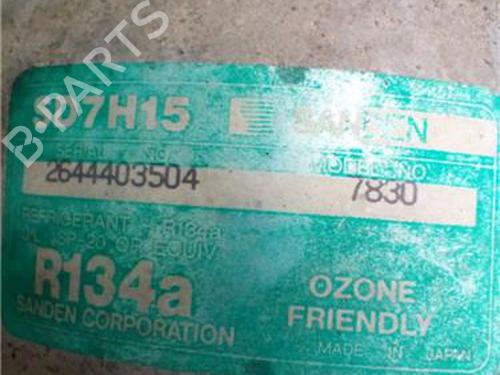 B-PARTS
SD7H15 SANDEN
SERIAL NO. MODEL NO.
2644403504 7830
REFRIGERANT R134a
OIL SP-20 OR EQUIV
R134a OZONE
SANDEN CORPORATION FRIENDLY
MADE IN JAPAN